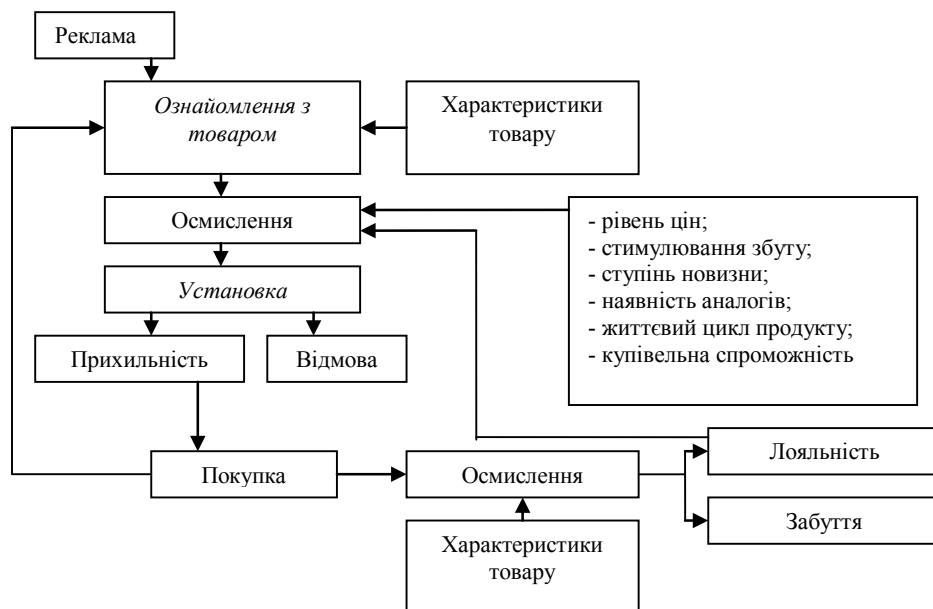 Реклама
Ознайомлення з
товаром
Характеристики
товару
Осмислення
- рівень цін;
- стимулювання збуту;
- ступінь новизни;
- наявність аналогів;
- життєвий цикл продукту;
- купівельна спроможність
Установка
Прихильність
Відмова
Лояльність
Покупка
Осмислення
Забуття
Характеристики
товару